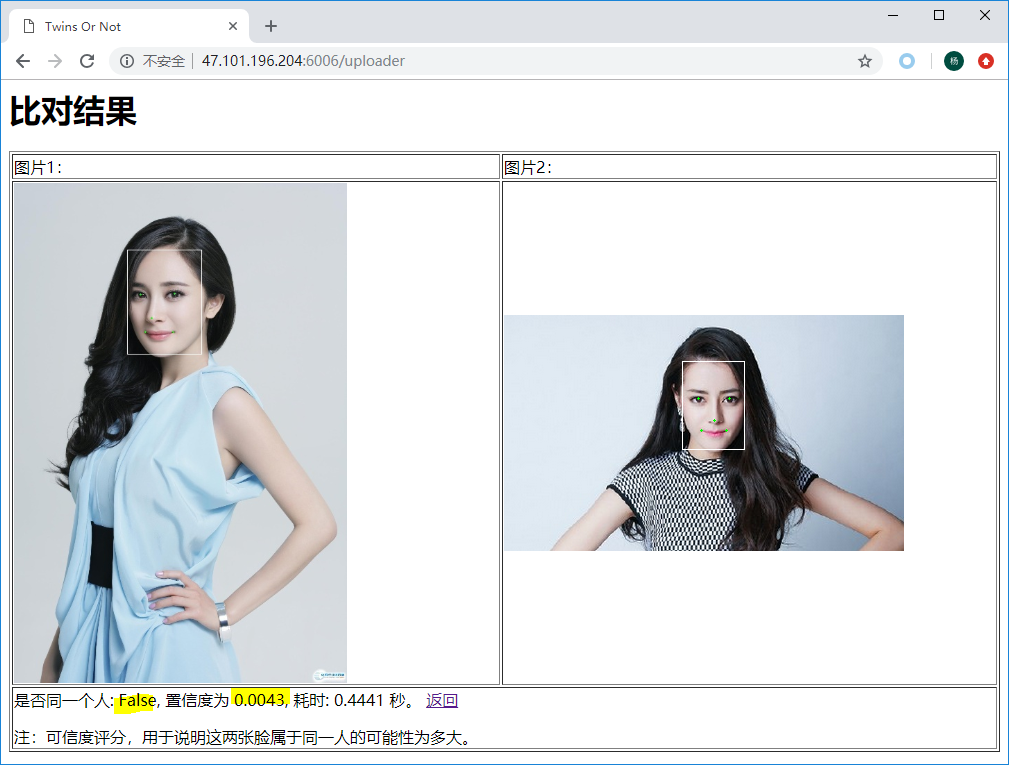 Twins Or Not
不安全 47.101.196.204:6006/uploader
杨
比对结果
图片1:
图片2:
是否同一个人: False, 置信度为 0.0043, 耗时: 0.4441 秒。 返回
注：可信度评分，用于说明这两张脸属于同一人的可能性为多大。